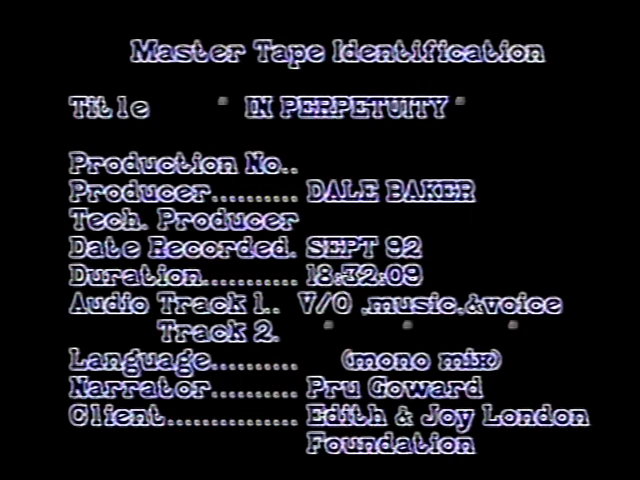 Master Tape Identification
Title " IN PERPETUITY "
Production No..
Producer.......... DALE BAKER
Tech. Producer
Date Recorded. SEPT 92
Duration........... 18:32:09
Audio Track 1.. V/O ,music,&voice
Track 2. " " "
Language.......... (mono mix)
Narrator.......... Pru Goward
Client............... Edith & Joy London
Foundation